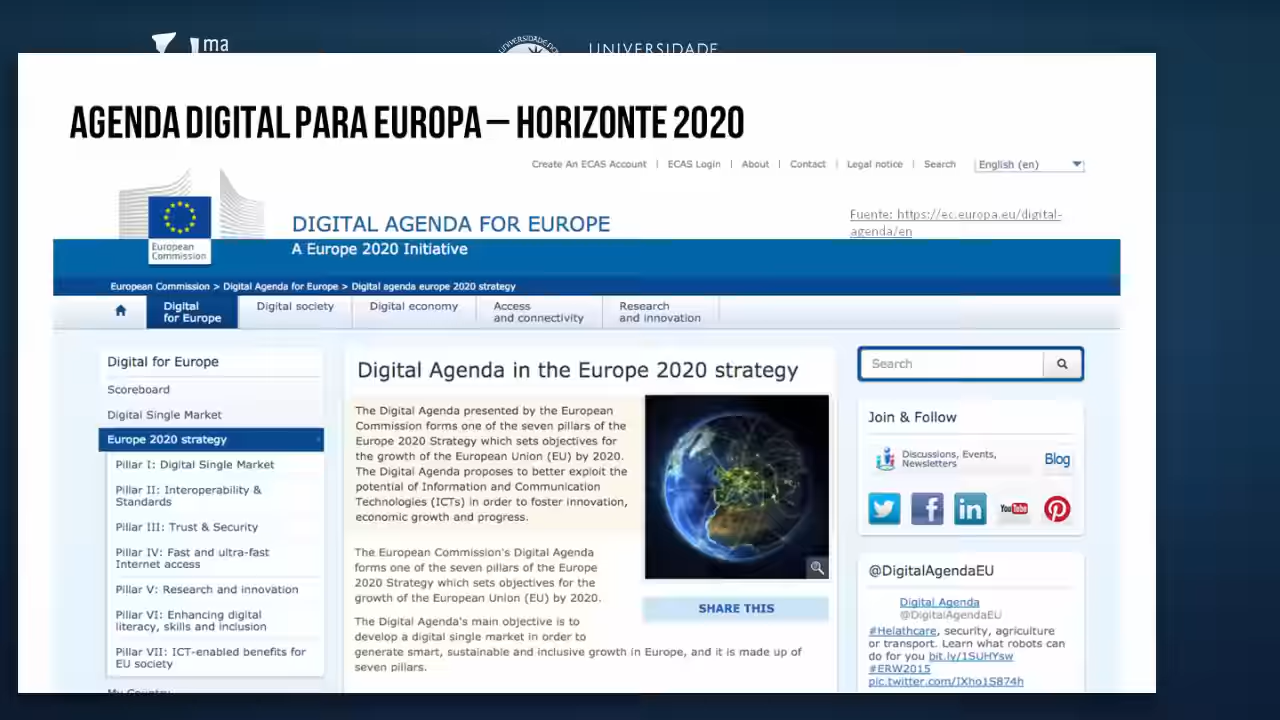 ma
UNIVERSIDADE
UNIVERSIDADE
AGENDA DIGITAL PARA EUROPA – HORIZONTE 2020
Create An ECAS Account | ECAS Login | About | Contact | Legal notice | Search English (en)
Fuente: https://ec.europa.eu/digital-
agenda/en
European
Commission
DIGITAL AGENDA FOR EUROPE
A Europe 2020 Initiative
European Commission > Digital Agenda for Europe > Digital agenda europe 2020 strategy
Digital
for Europe
Digital society
Digital economy
Access
and connectivity
Research
and innovation
Digital for Europe
Scoreboard
Digital Single Market
Europe 2020 strategy
Pillar I: Digital Single Market
Pillar II: Interoperability &
Standards
Pillar III: Trust & Security
Pillar IV: Fast and ultra-fast
Internet access
Pillar V: Research and innovation
Pillar VI: Enhancing digital
literacy, skills and inclusion
Pillar VII: ICT-enabled benefits for
EU society
My Country
Digital Agenda in the Europe 2020 strategy
The Digital Agenda presented by the European
Commission forms one of the seven pillars of the
Europe 2020 Strategy which sets objectives for
the growth of the European Union (EU) by 2020.
The Digital Agenda proposes to better exploit the
potential of Information and Communication
Technologies (ICTs) in order to foster innovation,
economic growth and progress.
The European Commission's Digital Agenda
forms one of the seven pillars of the Europe
2020 Strategy which sets objectives for the
growth of the European Union (EU) by 2020.
The Digital Agenda's main objective is to
develop a digital single market in order to
generate smart, sustainable and inclusive growth in Europe, and it is made up of
seven pillars.
SHARE THIS
Search
Join & Follow
Discussions, Events,
Newsletters
Blog
You Tube
@DigitalAgendaEU
Digital Agenda
@DigitalAgendaEU
#Helathcare, security, agriculture
or transport. Learn what robots can
do for you bit.ly/1SUHYsw
#ERW2015
pic.twitter.com/IXho1S874h